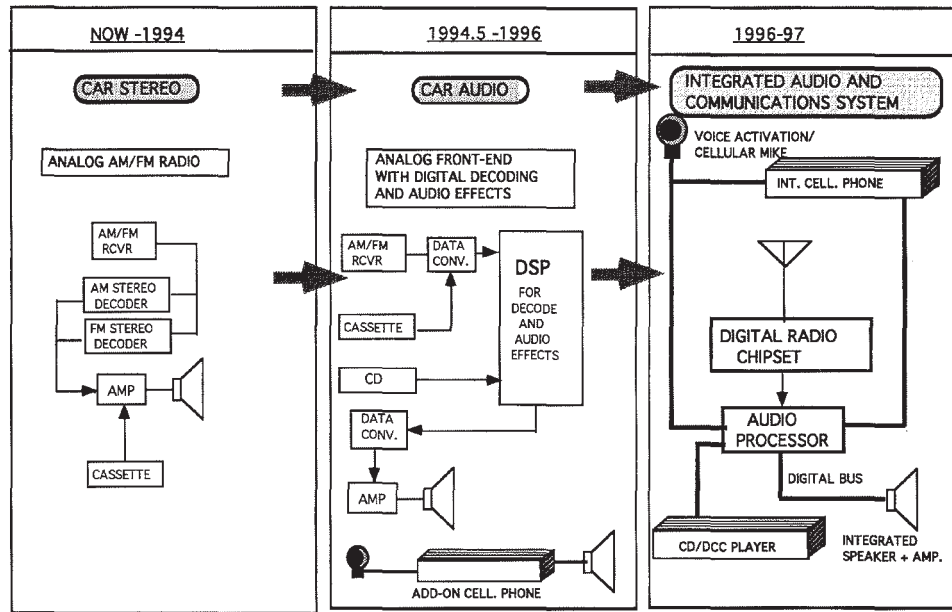 NOW -1994
CAR STEREO
ANALOG AM/FM RADIO
AM/FM
RCVR
AM STEREO
DECODER
FM STEREO
DECODER
AMP
CASSETTE
1994.5 -1996
CAR AUDIO
ANALOG FRONT-END
WITH DIGITAL DECODING
AND AUDIO EFFECTS
AM/FM
RCVR
DATA
CONV.
DSP
FOR
DECODE
AND
AUDIO
EFFECTS
CASSETTE
CD
DATA
CONV.
AMP
ADD-ON CELL. PHONE
1996-97
INTEGRATED AUDIO AND
COMMUNICATIONS SYSTEM
VOICE ACTIVATION/
CELLULAR MIKE
INT. CELL. PHONE
DIGITAL RADIO
CHIPSET
AUDIO
PROCESSOR
DIGITAL BUS
CD/DCC PLAYER
INTEGRATED
SPEAKER + AMP.